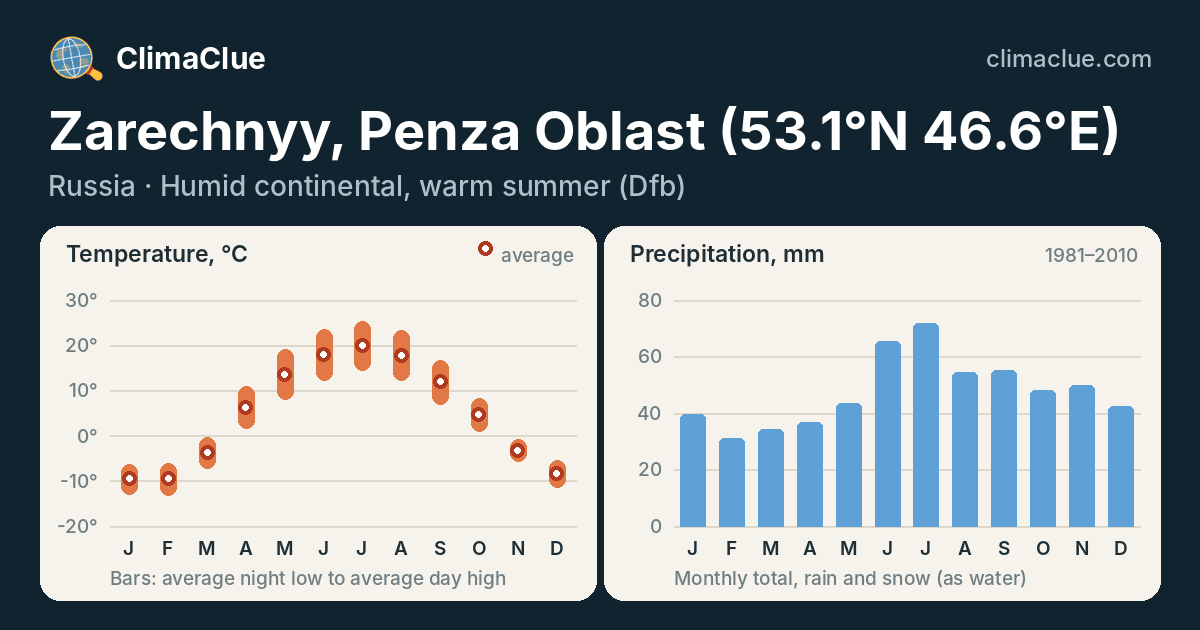 ClimaClue
climaclue.com
Zarechnyy, Penza Oblast (53.1°N 46.6°E)
Russia · Humid continental, warm summer (Dfb)
Temperature, °C
average
30°
20°
10°
0°
-10°
-20°
J F M A M J J A S O N D
Bars: average night low to average day high
Precipitation, mm
1981–2010
80
60
40
20
0
J F M A M J J A S O N D
Monthly total, rain and snow (as water)